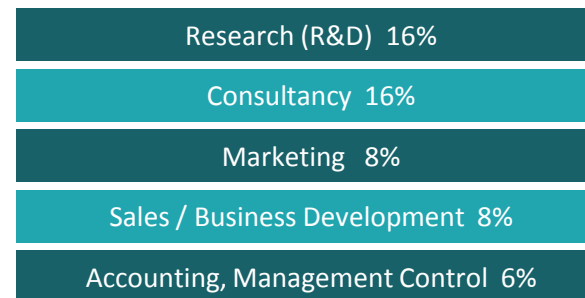 Research (R&D) 16%
Consultancy 16%
Marketing 8%
Sales / Business Development 8%
Accounting, Management Control 6%